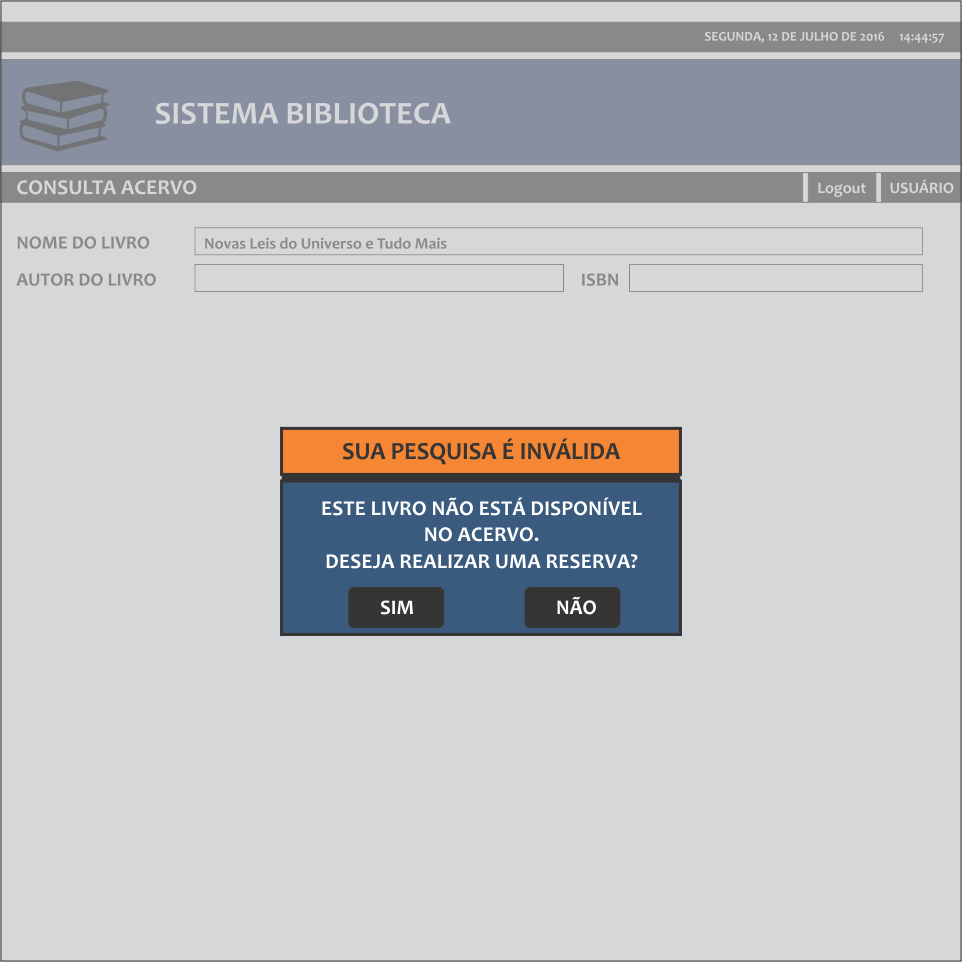 SEGUNDA, 12 DE JULHO DE 2016 14:44:57
SISTEMA BIBLIOTECA
CONSULTA ACERVO Logout USUÁRIO
NOME DO LIVRO Novas Leis do Universo e Tudo Mais
AUTOR DO LIVRO ISBN
SUA PESQUISA É INVÁLIDA
ESTE LIVRO NÃO ESTÁ DISPONÍVEL
NO ACERVO.
DESEJA REALIZAR UMA RESERVA?
SIM NÃO